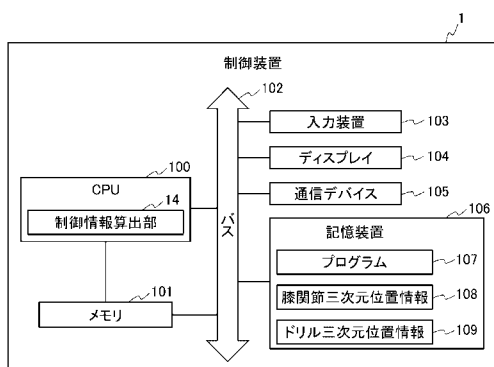 1
制御装置
102
入力装置
103
ディスプレイ
104
通信デバイス
105
100
CPU
14
制御情報算出部
バス
106
記憶装置
プログラム
107
膝関節三次元位置情報
108
ドリル三次元位置情報
109
101
メモリ